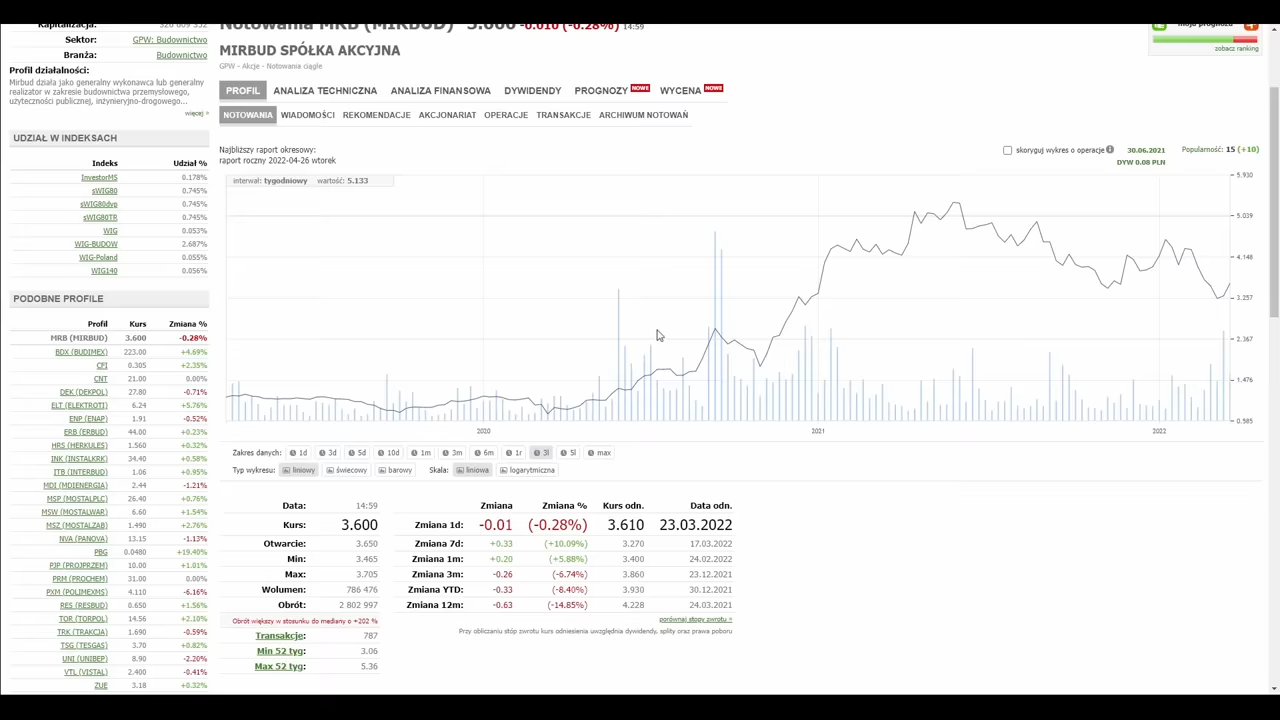 Kapitalizacja: 320 609 352
Sektor: GPW: Budownictwo
Branża: Budownictwo
Profil działalności:
Mirbud działa jako generalny wykonawca lub generalny
realizator w zakresie budownictwa przemysłowego,
użyteczności publicznej, inżynieryjno-drogowego...
więcej »
UDZIAŁ W INDEKSACH
Indeks Udział %
InvestorMS 0.178%
sWIG80 0.745%
sWIG80dvp 0.745%
sWIG80TR 0.745%
WIG 0.053%
WIG-BUDOW 2.687%
WIG-Poland 0.055%
WIG140 0.056%
PODOBNE PROFILE
Profil Kurs Zmiana %
MRB (MIRBUD) 3.600 -0.28%
BDX (BUDIMEX) 223.00 +4.69%
CFI 0.305 +2.35%
CNT 21.00 0.00%
DEK (DEKPOL) 27.80 -0.71%
ELT (ELEKTROTI) 6.24 +5.76%
ENP (ENAP) 1.91 -0.52%
ERB (ERBUD) 44.00 +0.23%
HRS (HERKULES) 1.560 +0.32%
INK (INSTALKRK) 34.40 +0.58%
ITB (INTERBUD) 1.06 +0.95%
MDI (MDIENERGIA) 2.44 -1.21%
MSP (MOSTALPLC) 26.40 +0.76%
MSW (MOSTALWAR) 6.60 +1.54%
MSZ (MOSTALZAB) 1.490 +2.76%
NVA (PANOVA) 13.15 -1.13%
PBG 0.0480 +19.40%
PJP (PROJPRZEM) 10.00 +1.01%
PRM (PROCHEM) 31.00 0.00%
PXM (POLIMEXMS) 4.110 -6.16%
RES (RESBUD) 0.650 +1.56%
TOR (TORPOL) 14.56 +2.10%
TRK (TRAKCJA) 1.690 -0.59%
TSG (TESGAS) 3.70 +0.82%
UNI (UNIBEP) 8.90 -2.20%
VTL (VISTAL) 2.400 -0.41%
ZUE 3.18 +0.32%
Notowania MRB (MIRBUD) 3.600 -0.010 (-0.28%) 14:59
MIRBUD SPÓŁKA AKCYJNA
GPW - Akcje - Notowania ciągłe
moja prognoza
zobacz ranking
PROFIL ANALIZA TECHNICZNA ANALIZA FINANSOWA DYWIDENDY PROGNOZY NOWE WYCENA NOWE
NOTOWANIA WIADOMOŚCI REKOMENDACJE AKCJONARIAT OPERACJE TRANSAKCJE ARCHIWUM NOTOWAŃ
Najbliższy raport okresowy:
raport roczny 2022-04-26 wtorek
skoryguj wykres o operacje 30.06.2021 Popularność: 15 (+10)
DYW 0.08 PLN
interwał: tygodniowy wartość: 5.133
5.930
5.039
4.148
3.257
2.367
1.476
0.585
2020 2021 2022
Zakres danych: 1d 3d 5d 10d 1m 3m 6m 1r 3l 5l max
Typ wykresu: liniowy świecowy barowy Skala: liniowa logarytmiczna
Data: 14:59
Kurs: 3.600
Otwarcie: 3.650
Min: 3.465
Max: 3.705
Wolumen: 786 476
Obrót: 2 802 997
Obrót większy w stosunku do mediany o +202 %
Transakcje: 787
Min 52 tyg: 3.06
Max 52 tyg: 5.36
Zmiana Zmiana % Kurs odn. Data odn.
Zmiana 1d: -0.01 (-0.28%) 3.610 23.03.2022
Zmiana 7d: +0.33 (+10.09%) 3.270 17.03.2022
Zmiana 1m: +0.20 (+5.88%) 3.400 24.02.2022
Zmiana 3m: -0.26 (-6.74%) 3.860 23.12.2021
Zmiana YTD: -0.33 (-8.40%) 3.930 30.12.2021
Zmiana 12m: -0.63 (-14.85%) 4.228 24.03.2021
porównaj stopy zwrotu »
Przy obliczaniu stóp zwrotu kurs odniesienia uwzględnia dywidendy, splity oraz prawa poboru